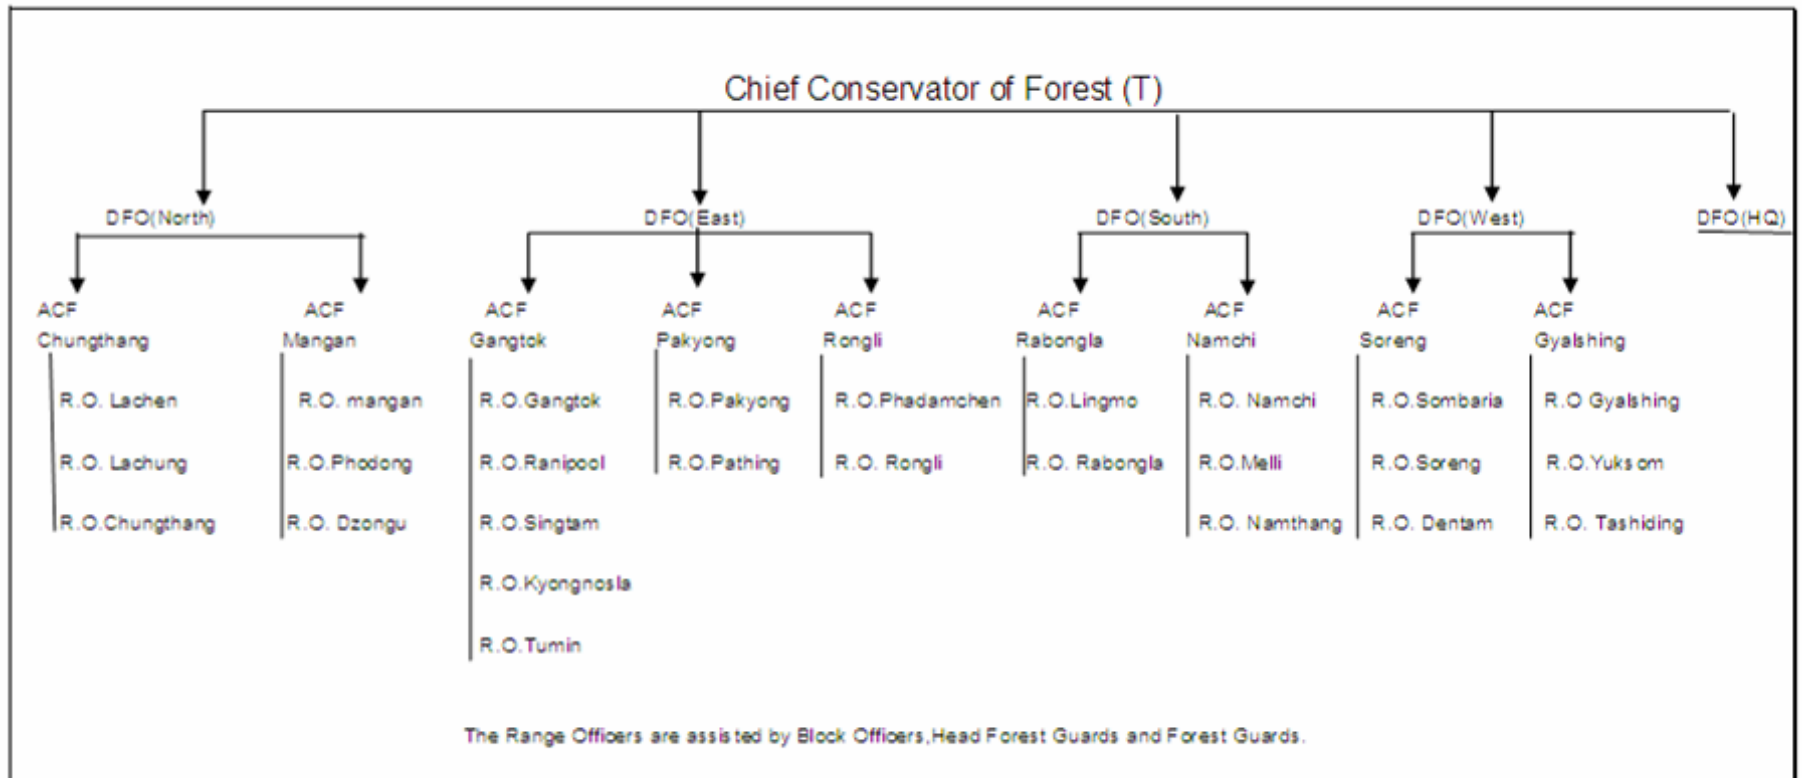 Chief Conservator of Forest (T)
DFO(North) DFO(East) DFO(South) DFO(West) DFO(HQ)
ACF ACF ACF ACF ACF ACF ACF ACF ACF
Chungthang Mangan Gangtok Pakyong Rongli Rabongla Namchi Soreng Gyalshing
R.O. Lachen R.O. mangan R.O.Gangtok R.O.Pakyong R.O.Phadamchen R.O.Lingmo R.O. Namchi R.O.Sombaria R.O Gyalshing
R.O. Lachung R.O.Phodong R.O.Ranipool R.O.Pathing R.O. Rongli R.O. Rabongla R.O.Melli R.O.Soreng R.O.Yuksom
R.O.Chungthang R.O. Dzongu R.O.Singtam R.O. Namthang R.O. Dentam R.O. Tashiding
R.O.Kyongnosla
R.O.Tumin
The Range Officers are assisted by Block Officers,Head Forest Guards and Forest Guards.